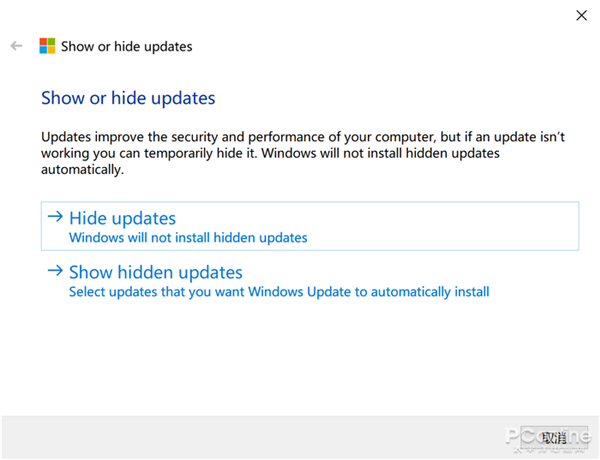 Show or hide updates
Show or hide updates
Updates improve the security and performance of your computer, but if an update isn't
working you can temporarily hide it. Windows will not install hidden updates
automatically.
→ Hide updates
Windows will not install hidden updates
→ Show hidden updates
Select updates that you want Windows Update to automatically install
取消